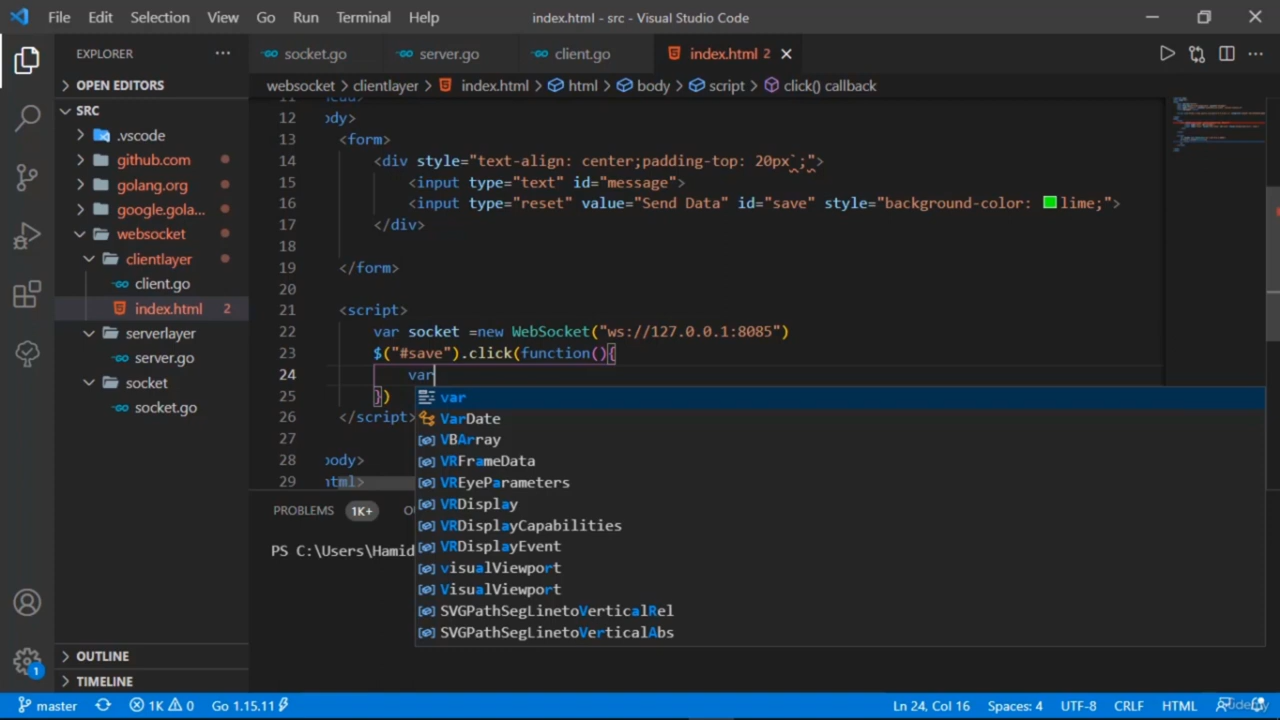 File Edit Selection View Go Run Terminal Help index.html - src - Visual Studio Code
EXPLORER
socket.go server.go client.go index.html 2
OPEN EDITORS
websocket clientlayer index.html html body script click() callback
SRC
.vscode
github.com
golang.org
google.gola...
websocket
clientlayer
client.go
index.html 2
serverlayer
server.go
socket
socket.go
OUTLINE
TIMELINE
12 ody>
13 <form>
14 <div style="text-align: center;padding-top: 20px`;">
15 <input type="text" id="message">
16 <input type="reset" value="Send Data" id="save" style="background-color: lime;">
17 </div>
18
19 </form>
20
21 <script>
22 var socket =new WebSocket("ws://127.0.0.1:8085")
23 $("#save").click(function(){
24 var
25 })
26 </script>
27
28 body>
29 html>
var
VarDate
VBArray
VRFrameData
VREyeParameters
VRDisplay
VRDisplayCapabilities
VRDisplayEvent
visualViewport
VisualViewport
SVGPathSegLinetoVerticalRel
SVGPathSegLinetoVerticalAbs
PROBLEMS 1K+
PS C:\Users\Hamid
1
master 1K 0 Go 1.15.11 Ln 24, Col 16 Spaces: 4 UTF-8 CRLF HTML